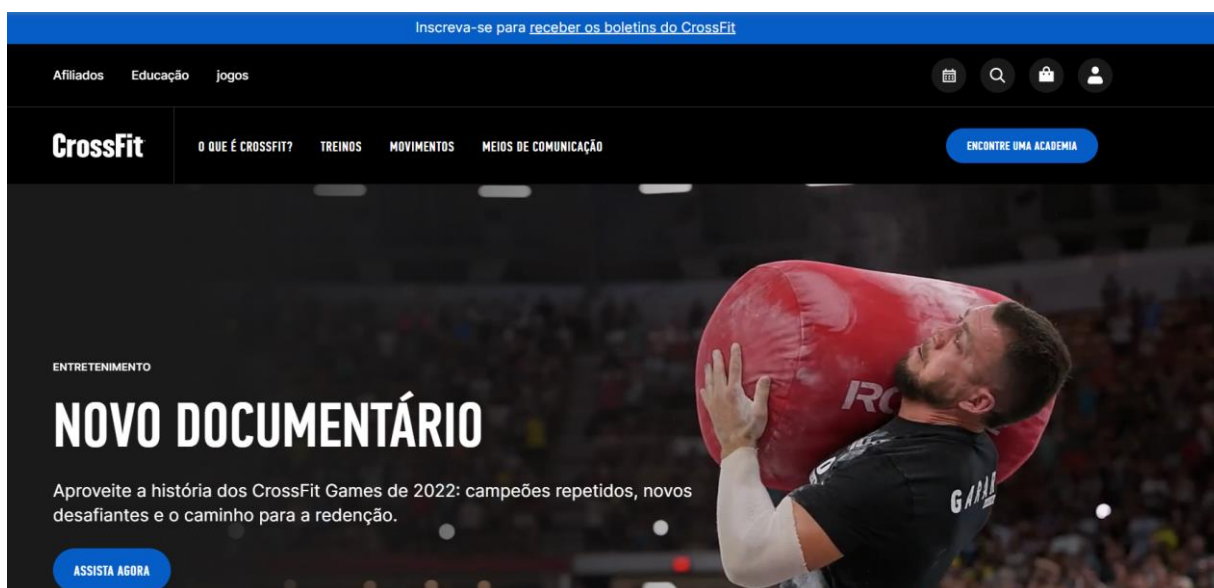 Inscreva-se para receber os boletins do CrossFit
Afiliados Educação jogos
CrossFit O QUE É CROSSFIT? TREINOS MOVIMENTOS MEIOS DE COMUNICAÇÃO ENCONTRE UMA ACADEMIA
ENTRETENIMENTO
NOVO DOCUMENTÁRIO
Aproveite a história dos CrossFit Games de 2022: campeões repetidos, novos
desafiantes e o caminho para a redenção.
ASSISTA AGORA